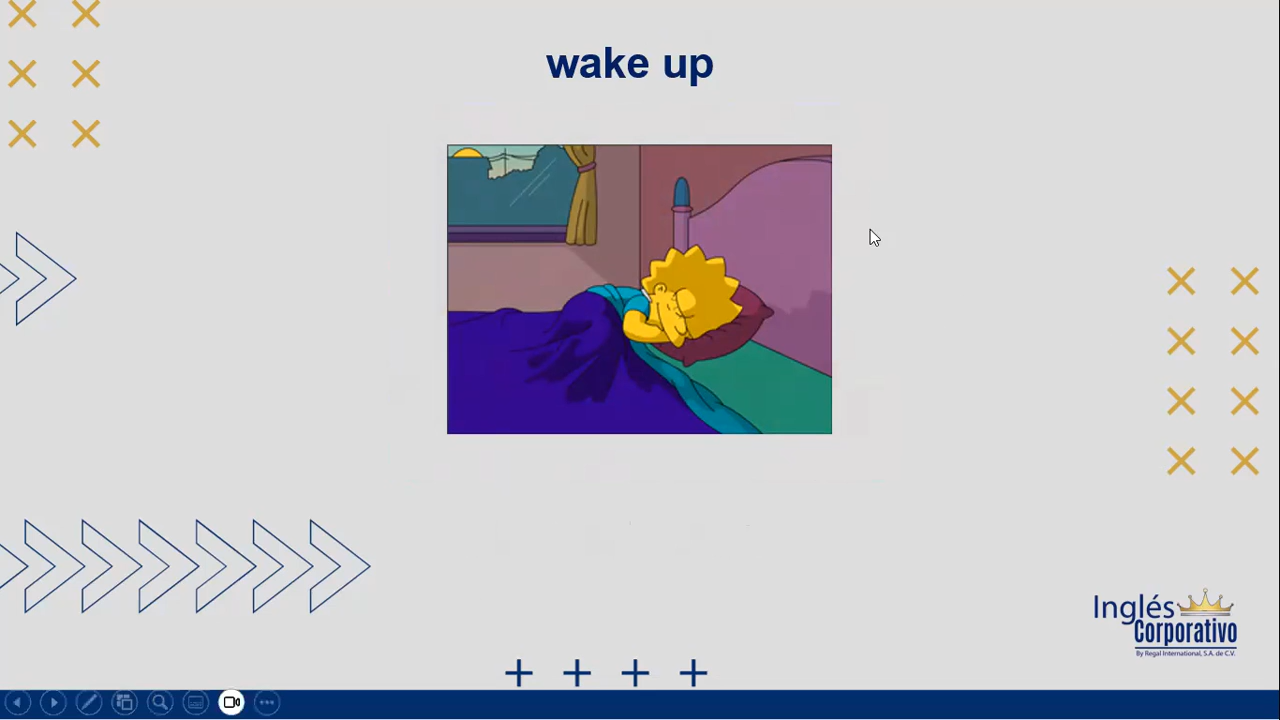 wake up
Inglés
Corporativo
By Regal International, S.A. de C.V.